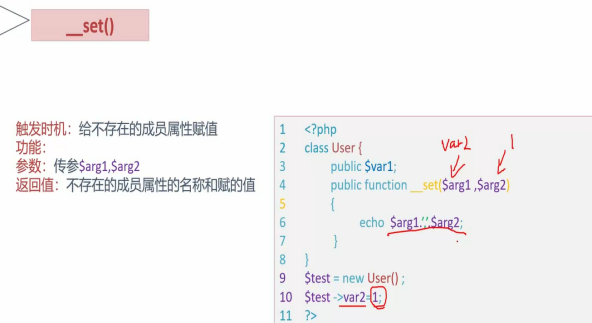 __set()
触发时机：给不存在的成员属性赋值
功能：
参数：传参$arg1,$arg2
返回值：不存在的成员属性的名称和赋的值
1 <?php
2 class User {
3 public $var1;
4 public function __set($arg1 ,$arg2)
5 {
6 echo $arg1.','.$arg2;
7 }
8 }
9 $test = new User() ;
10 $test ->var2=1;
11 ?>
var2
1